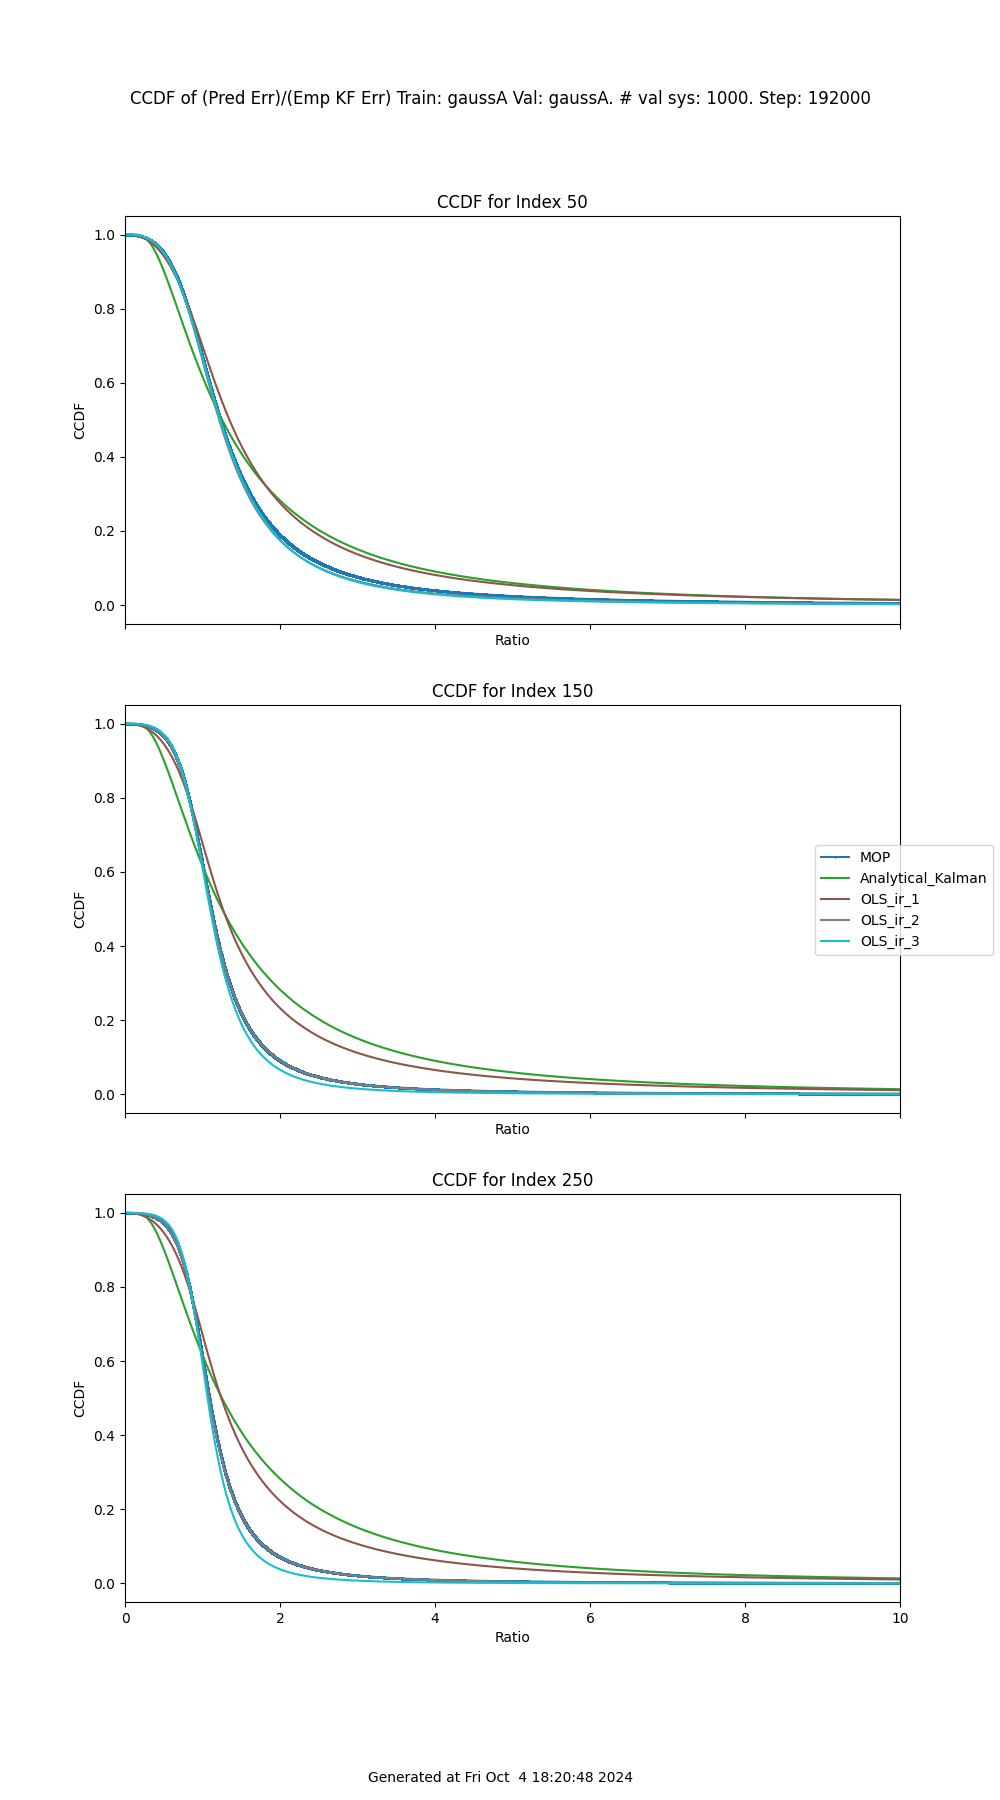 CCDF of (Pred Err)/(Emp KF Err) Train: gaussA Val: gaussA. # val sys: 1000. Step: 192000
CCDF for Index 50
1.0
0.8
0.6
0.4
0.2
0.0
CCDF
Ratio
CCDF for Index 150
1.0
0.8
0.6
0.4
0.2
0.0
CCDF
Ratio
MOP
Analytical_Kalman
OLS_ir_1
OLS_ir_2
OLS_ir_3
CCDF for Index 250
1.0
0.8
0.6
0.4
0.2
0.0
CCDF
0 2 4 6 8 10
Ratio
Generated at Fri Oct  4 18:20:48 2024